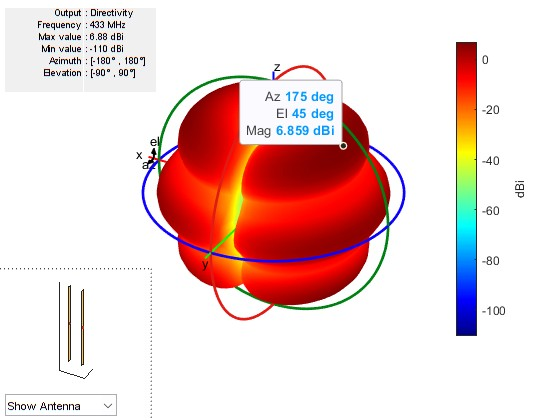 Output : Directivity
Frequency : 433 MHz
Max value : 6.88 dBi
Min value : -110 dBi
Azimuth : [-180° , 180°]
Elevation : [-90° , 90°]
z
Az 175 deg
El 45 deg
Mag 6.859 dBi
el
x
az
y
0
-20
-40
-60
-80
-100
dBi
Show Antenna